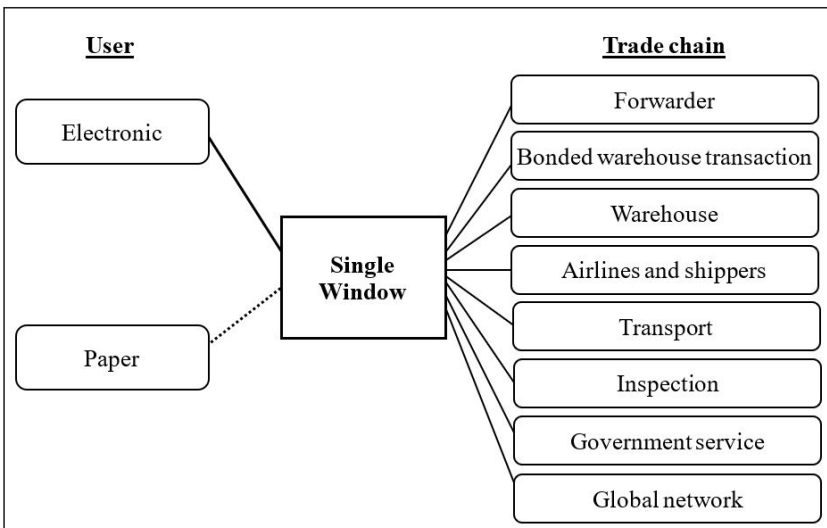 User
Trade chain
Electronic
Paper
Single
Window
Forwarder
Bonded warehouse transaction
Warehouse
Airlines and shippers
Transport
Inspection
Government service
Global network